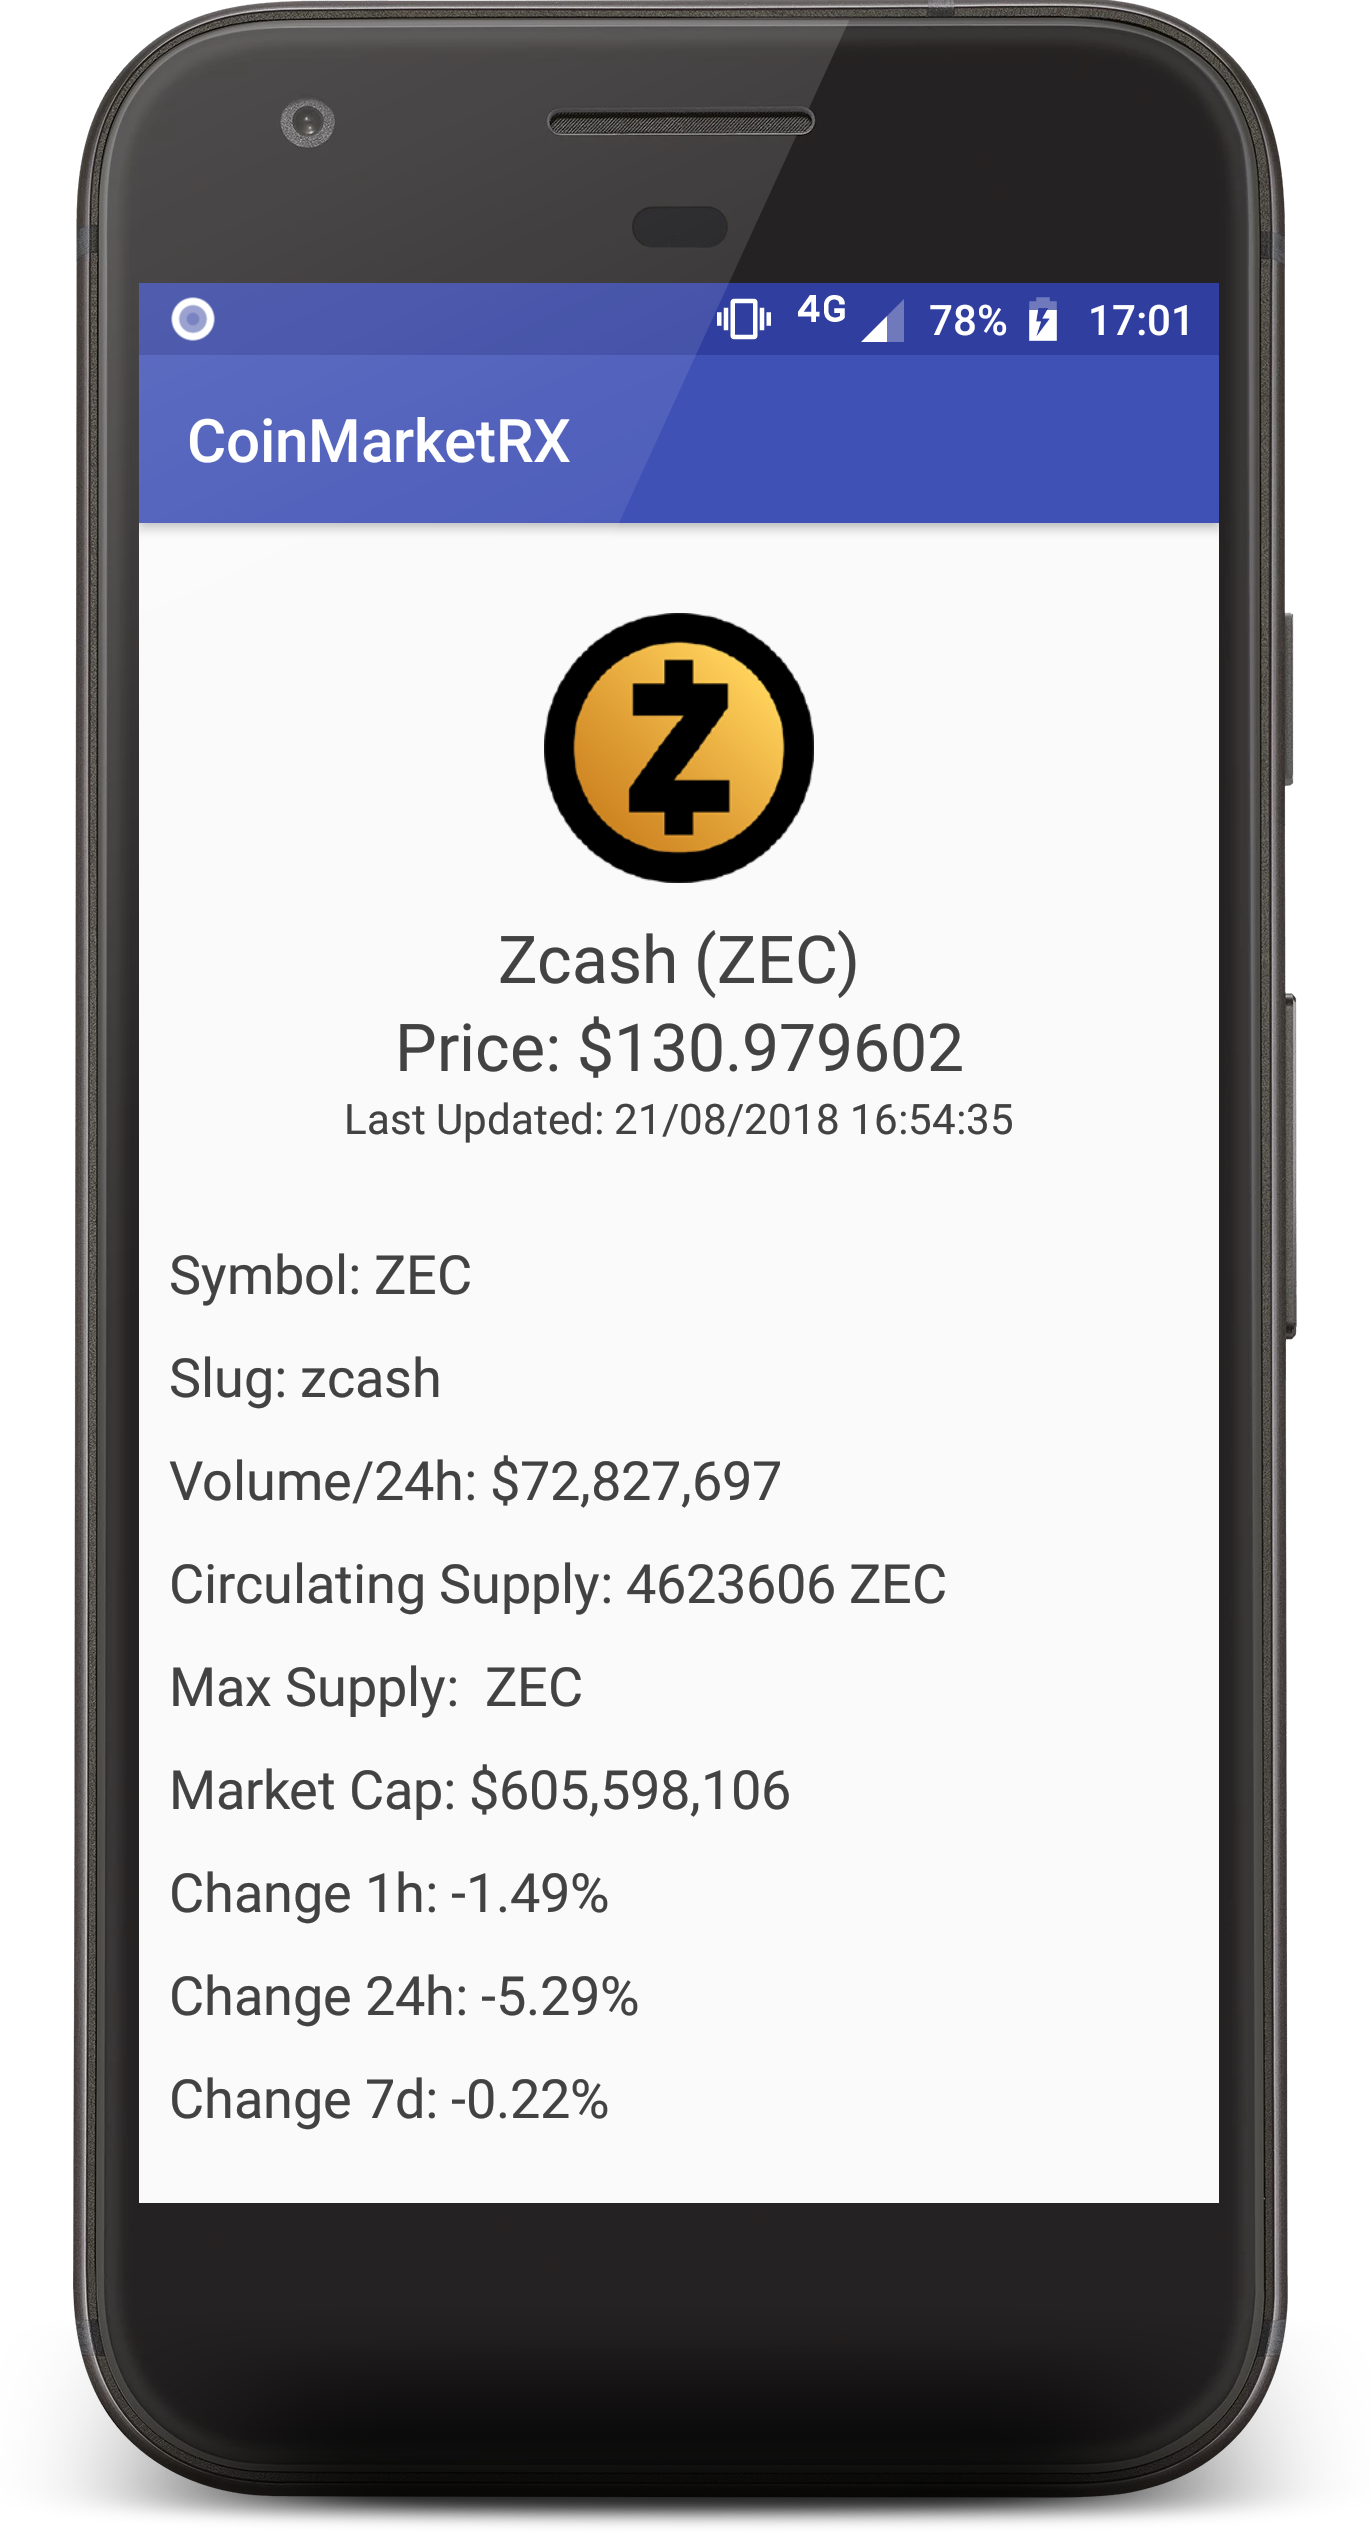 4G 78% 17:01
CoinMarketRX
Zcash (ZEC)
Price: $130.979602
Last Updated: 21/08/2018 16:54:35
Symbol: ZEC
Slug: zcash
Volume/24h: $72,827,697
Circulating Supply: 4623606 ZEC
Max Supply:  ZEC
Market Cap: $605,598,106
Change 1h: -1.49%
Change 24h: -5.29%
Change 7d: -0.22%